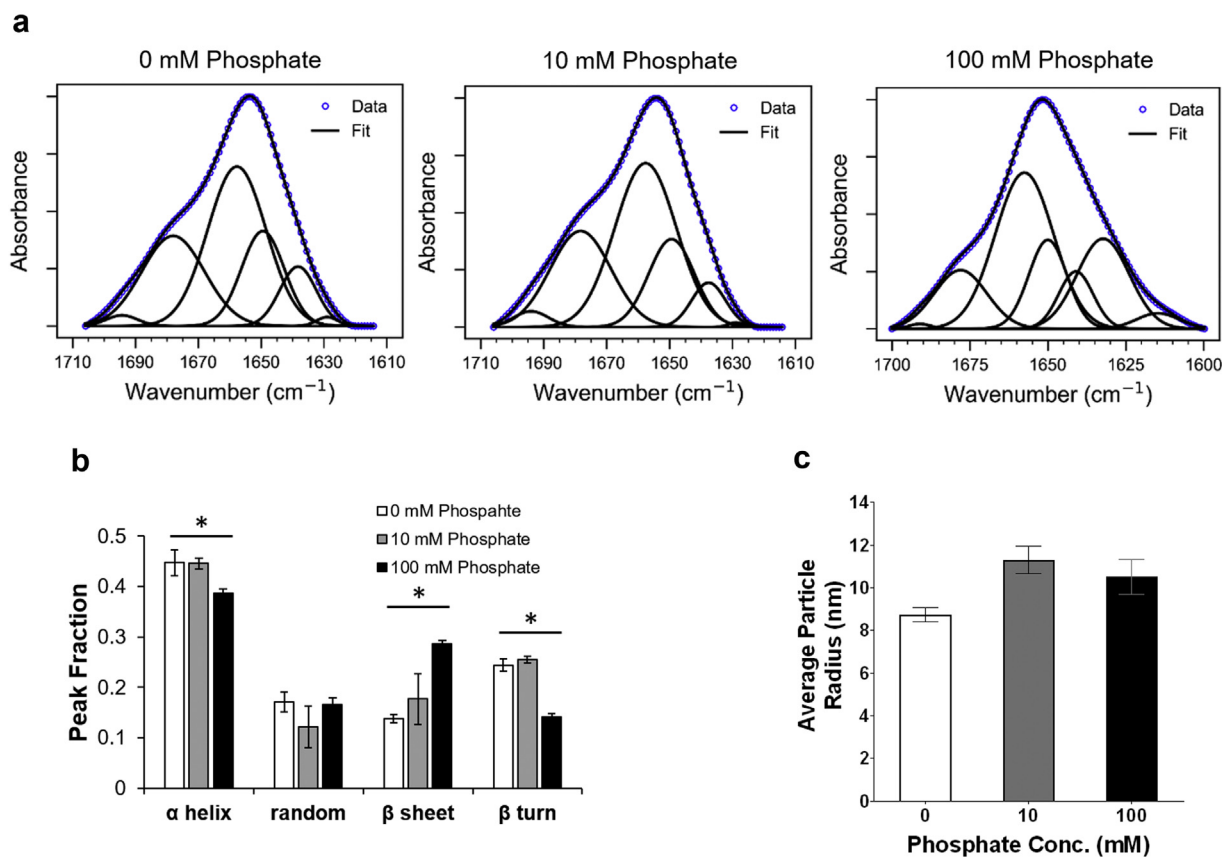 a
0 mM Phosphate
Data
Fit
Absorbance
1710 1690 1670 1650 1630 1610
Wavenumber (cm⁻¹)
10 mM Phosphate
Data
Fit
Absorbance
1710 1690 1670 1650 1630 1610
Wavenumber (cm⁻¹)
100 mM Phosphate
Data
Fit
Absorbance
1700 1675 1650 1625 1600
Wavenumber (cm⁻¹)
b
0 mM Phospahte
10 mM Phosphate
100 mM Phosphate
*
*
*
Peak Fraction
0.5
0.4
0.3
0.2
0.1
0
α helix random β sheet β turn
c
Average Particle
Radius (nm)
14
12
10
8
6
4
2
0
0 10 100
Phosphate Conc. (mM)